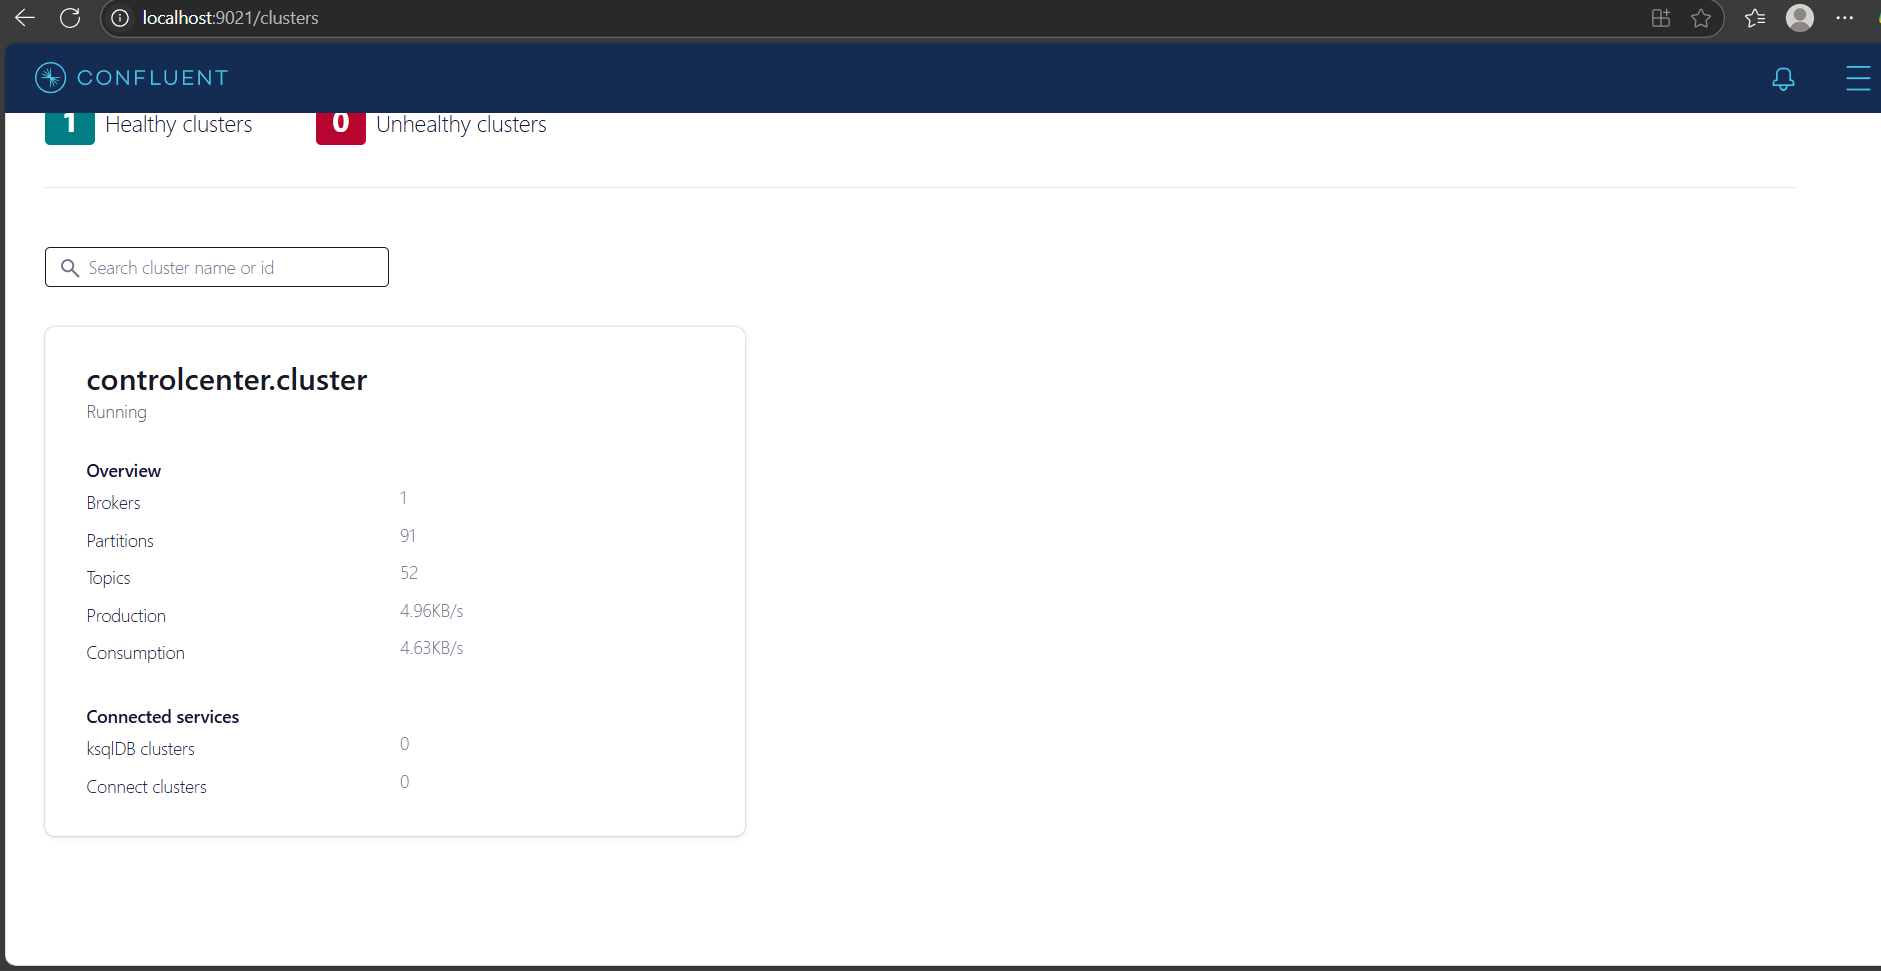 localhost:9021/clusters
CONFLUENT
1 Healthy clusters 0 Unhealthy clusters
Search cluster name or id
controlcenter.cluster
Running
Overview
Brokers 1
Partitions 91
Topics 52
Production 4.96KB/s
Consumption 4.63KB/s
Connected services
ksqlDB clusters 0
Connect clusters 0